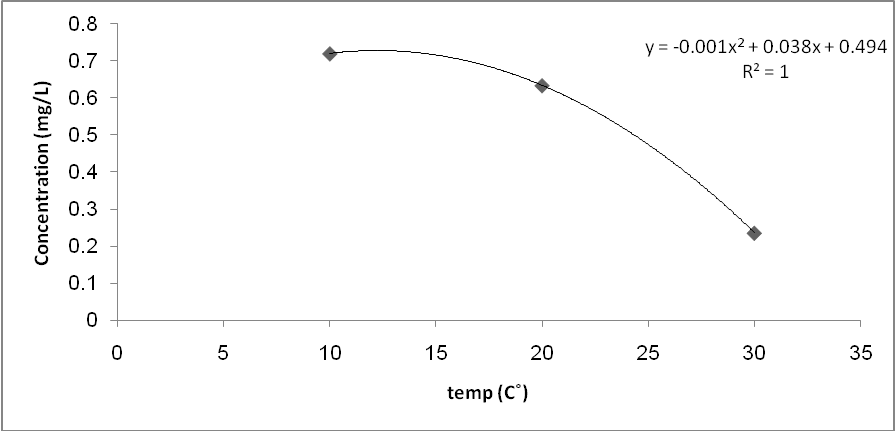 0.8
0.7
0.6
0.5
0.4
0.3
0.2
0.1
0
Concentration (mg/L)
y = -0.001x² + 0.038x + 0.494
R² = 1
0 5 10 15 20 25 30 35
temp (C˚)